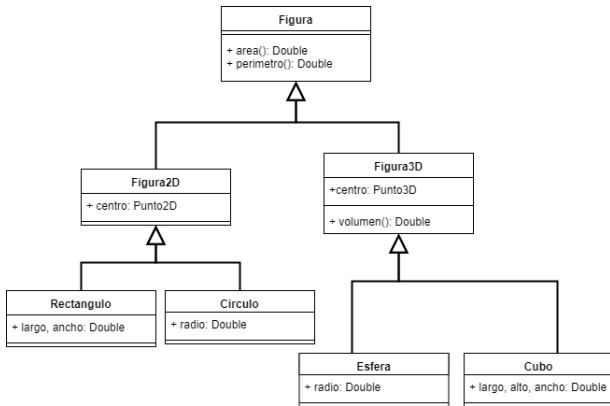 Figura
+ area(): Double
+ perimetro(): Double
Figura2D
+ centro: Punto2D
Figura3D
+centro: Punto3D
+ volumen(): Double
Rectangulo
+ largo, ancho: Double
Circulo
+ radio: Double
Esfera
+ radio: Double
Cubo
+ largo, alto, ancho: Double